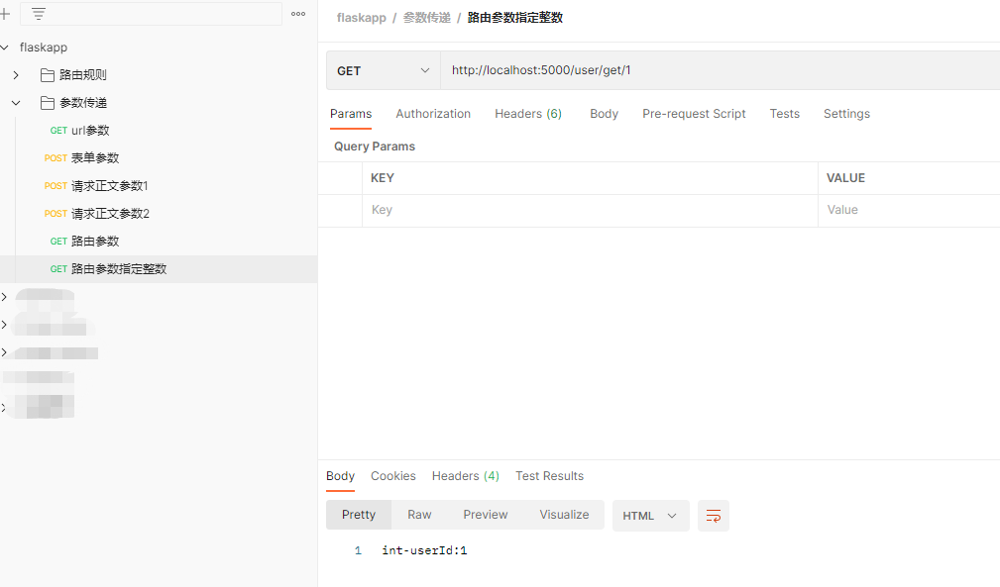 flaskapp
路由规则
参数传递
GET url参数
POST 表单参数
POST 请求正文参数1
POST 请求正文参数2
GET 路由参数
GET 路由参数指定整数
flaskapp / 参数传递 / 路由参数指定整数
GET http://localhost:5000/user/get/1
Params Authorization Headers (6) Body Pre-request Script Tests Settings
Query Params
KEY VALUE
Key Value
Body Cookies Headers (4) Test Results
Pretty Raw Preview Visualize HTML
1 int-userId:1